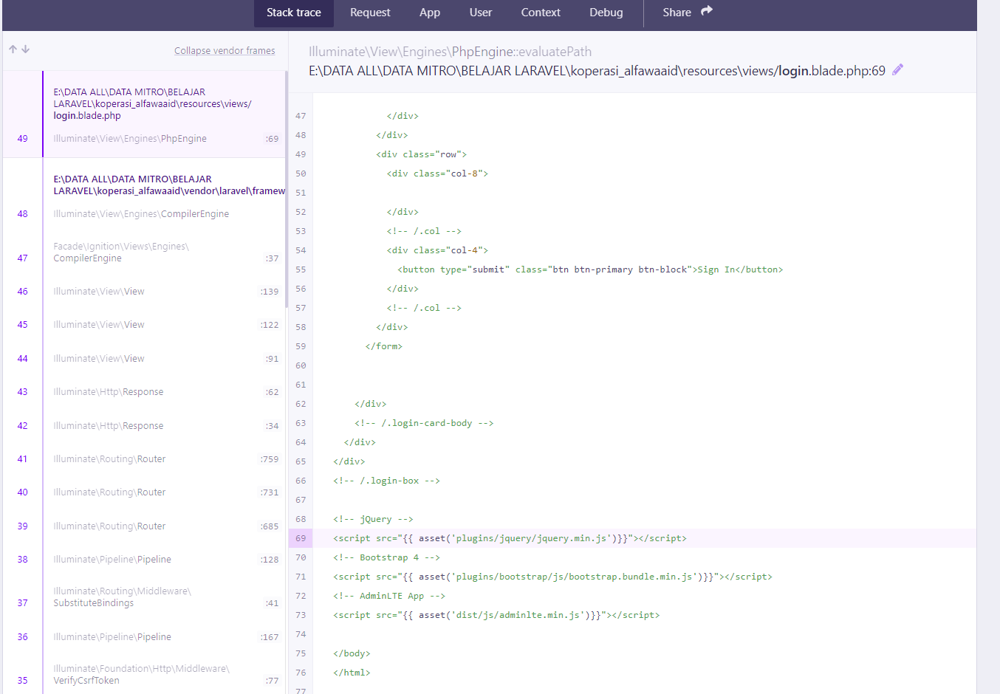 Stack trace Request App User Context Debug Share
Collapse vendor frames
E:\DATA ALL\DATA MITRO\BELAJAR
LARAVEL\koperasi_alfawaaid\resources\views/
login.blade.php
49 Illuminate\View\Engines\PhpEngine :69
E:\DATA ALL\DATA MITRO\BELAJAR
LARAVEL\koperasi_alfawaaid\vendor\laravel\framew
48 Illuminate\View\Engines\CompilerEngine
Facade\Ignition\Views\Engines\
47 CompilerEngine :37
46 Illuminate\View\View :139
45 Illuminate\View\View :122
44 Illuminate\View\View :91
43 Illuminate\Http\Response :62
42 Illuminate\Http\Response :34
41 Illuminate\Routing\Router :759
40 Illuminate\Routing\Router :731
39 Illuminate\Routing\Router :685
38 Illuminate\Pipeline\Pipeline :128
Illuminate\Routing\Middleware\
37 SubstituteBindings :41
36 Illuminate\Pipeline\Pipeline :167
Illuminate\Foundation\Http\Middleware\
35 VerifyCsrfToken :77
Illuminate\View\Engines\PhpEngine::evaluatePath
E:\DATA ALL\DATA MITRO\BELAJAR LARAVEL\koperasi_alfawaaid\resources\views/login.blade.php:69
47 </div>
48 </div>
49 <div class="row">
50 <div class="col-8">
51
52 </div>
53 <!-- /.col -->
54 <div class="col-4">
55 <button type="submit" class="btn btn-primary btn-block">Sign In</button>
56 </div>
57 <!-- /.col -->
58 </div>
59 </form>
60
61
62 </div>
63 <!-- /.login-card-body -->
64 </div>
65 </div>
66 <!-- /.login-box -->
67
68 <!-- jQuery -->
69 <script src="{{ asset('plugins/jquery/jquery.min.js')}}"></script>
70 <!-- Bootstrap 4 -->
71 <script src="{{ asset('plugins/bootstrap/js/bootstrap.bundle.min.js')}}"></script>
72 <!-- AdminLTE App -->
73 <script src="{{ asset('dist/js/adminlte.min.js')}}"></script>
74
75 </body>
76 </html>
77